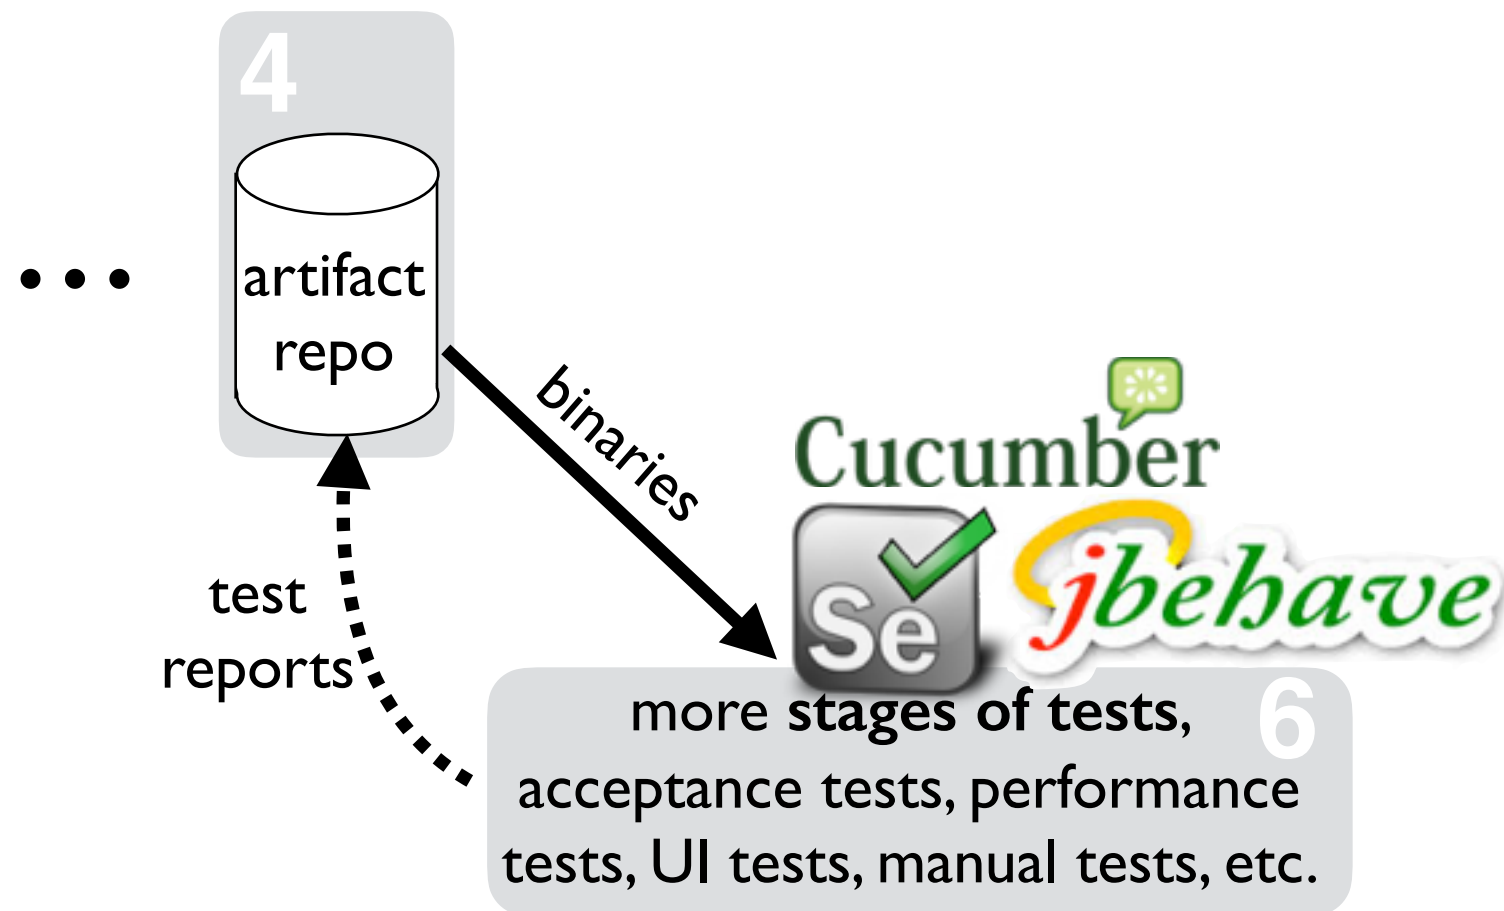 4
artifact
repo
• • •
binaries
Cucumber
Se
jbehave
test
reports
6
more stages of tests,
acceptance tests, performance
tests, UI tests, manual tests, etc.